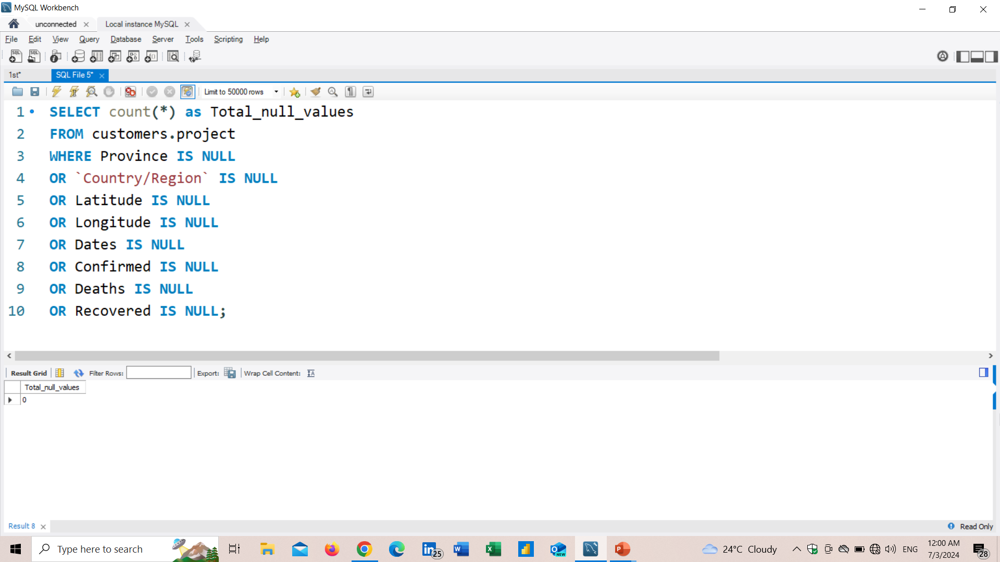 MySQL Workbench
unconnected
Local instance MySQL
File Edit View Query Database Server Tools Scripting Help
1st*
SQL File 5*
Limit to 50000 rows
1 SELECT count(*) as Total_null_values
2 FROM customers.project
3 WHERE Province IS NULL
4 OR `Country/Region` IS NULL
5 OR Latitude IS NULL
6 OR Longitude IS NULL
7 OR Dates IS NULL
8 OR Confirmed IS NULL
9 OR Deaths IS NULL
10 OR Recovered IS NULL;
Result Grid Filter Rows: Export: Wrap Cell Content:
Total_null_values
0
Result 8
Read Only
Type here to search
25
NEW
24°C Cloudy
ENG
12:00 AM
7/3/2024
28